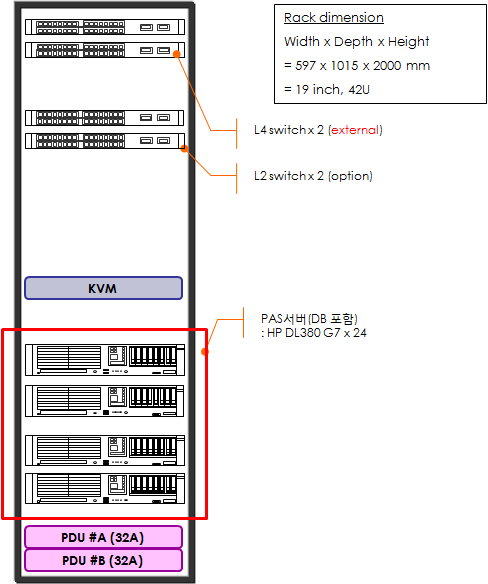 Rack dimension
Width x Depth x Height
= 597 x 1015 x 2000 mm
= 19 inch, 42U
L4 switch x 2 (external)
L2 switch x 2 (option)
KVM
PAS서버(DB 포함)
: HP DL380 G7 x 24
PDU #A (32A)
PDU #B (32A)